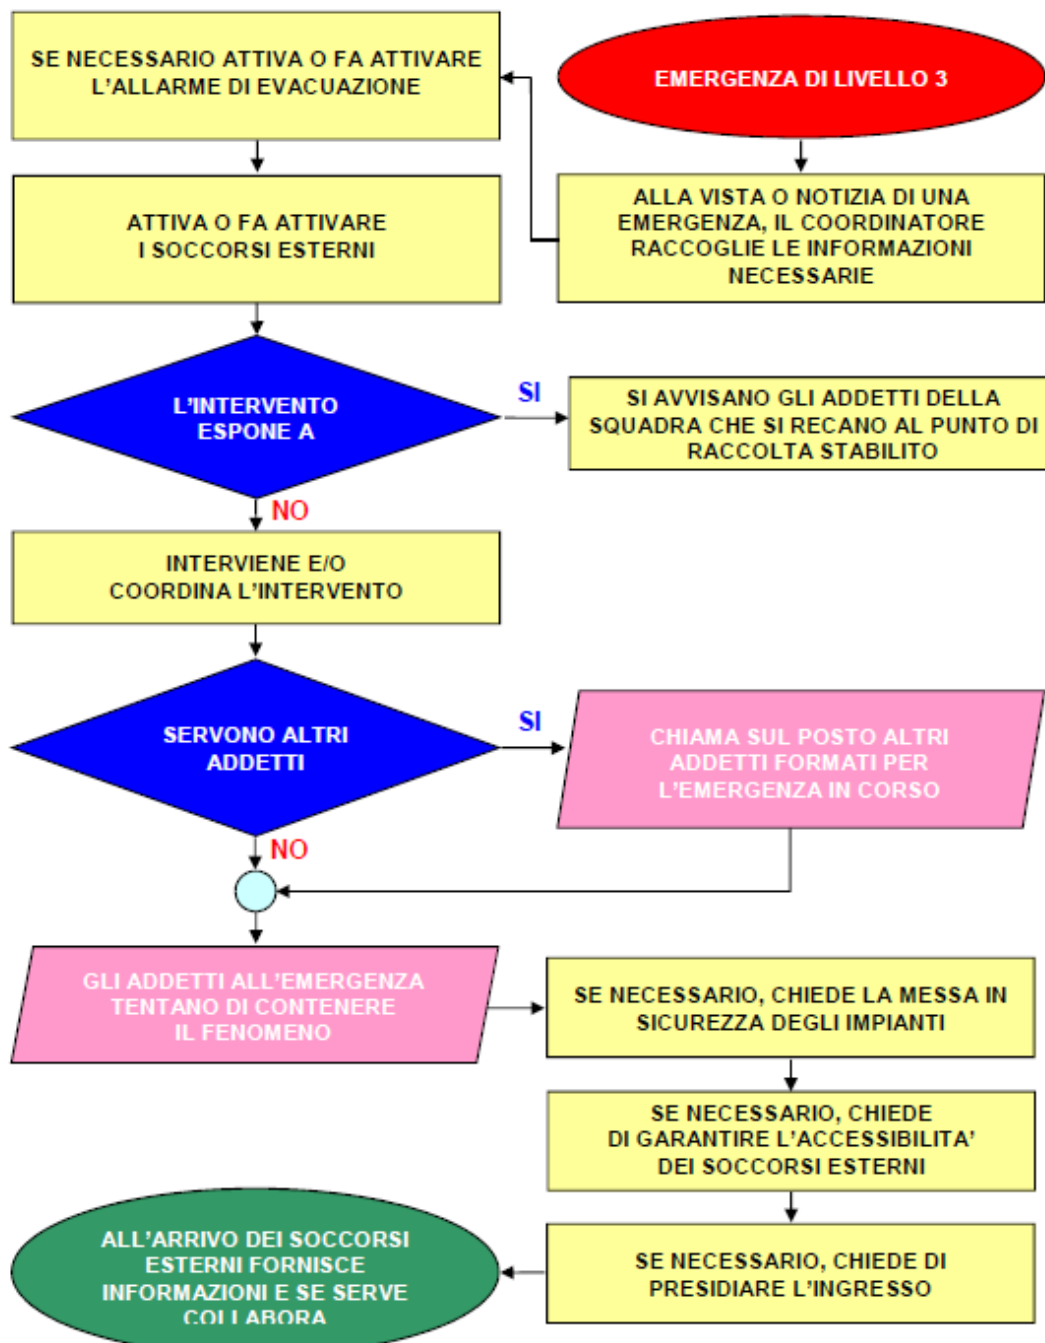 EMERGENZA DI LIVELLO 3
ALLA VISTA O NOTIZIA DI UNA
EMERGENZA, IL COORDINATORE
RACCOGLIE LE INFORMAZIONI
NECESSARIE
SE NECESSARIO ATTIVA O FA ATTIVARE
L'ALLARME DI EVACUAZIONE
ATTIVA O FA ATTIVARE
I SOCCORSI ESTERNI
L'INTERVENTO
ESPONE A
SI
SI AVVISANO GLI ADDETTI DELLA
SQUADRA CHE SI RECANO AL PUNTO DI
RACCOLTA STABILITO
NO
INTERVIENE E/O
COORDINA L'INTERVENTO
SERVONO ALTRI
ADDETTI
SI
CHIAMA SUL POSTO ALTRI
ADDETTI FORMATI PER
L'EMERGENZA IN CORSO
NO
GLI ADDETTI ALL'EMERGENZA
TENTANO DI CONTENERE
IL FENOMENO
SE NECESSARIO, CHIEDE LA MESSA IN
SICUREZZA DEGLI IMPIANTI
SE NECESSARIO, CHIEDE
DI GARANTIRE L'ACCESSIBILITA'
DEI SOCCORSI ESTERNI
SE NECESSARIO, CHIEDE DI
PRESIDIARE L'INGRESSO
ALL'ARRIVO DEI SOCCORSI
ESTERNI FORNISCE
INFORMAZIONI E SE SERVE
COLLABORA